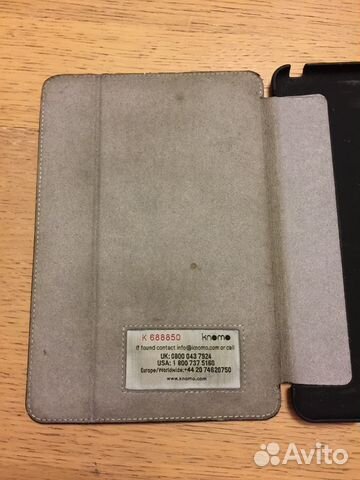 K 688850 knomo
If found contact info@knomo.com or call
UK: 0800 043 7924
USA: 1 800 737 5160
Europe/Worldwide:+44 20 74620750
www.knomo.com
Avito